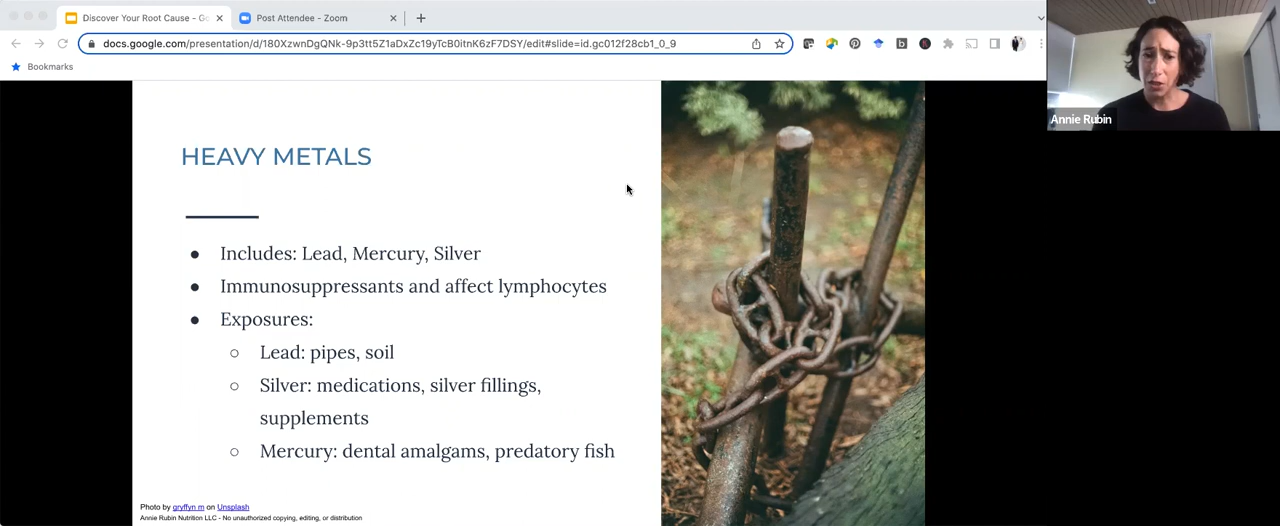 Discover Your Root Cause - Go
Post Attendee - Zoom
docs.google.com/presentation/d/180XzwnDgQNk-9p3tt5Z1aDxZc19yTcB0itnK6zF7DSY/edit#slide=id.gc012f28cb1_0_9
Bookmarks
Annie Rubin
HEAVY METALS
● Includes: Lead, Mercury, Silver
● Immunosuppressants and affect lymphocytes
● Exposures:
○ Lead: pipes, soil
○ Silver: medications, silver fillings,
supplements
○ Mercury: dental amalgams, predatory fish
Photo by gryffyn m on Unsplash
Annie Rubin Nutrition LLC - No unauthorized copying, editing, or distribution